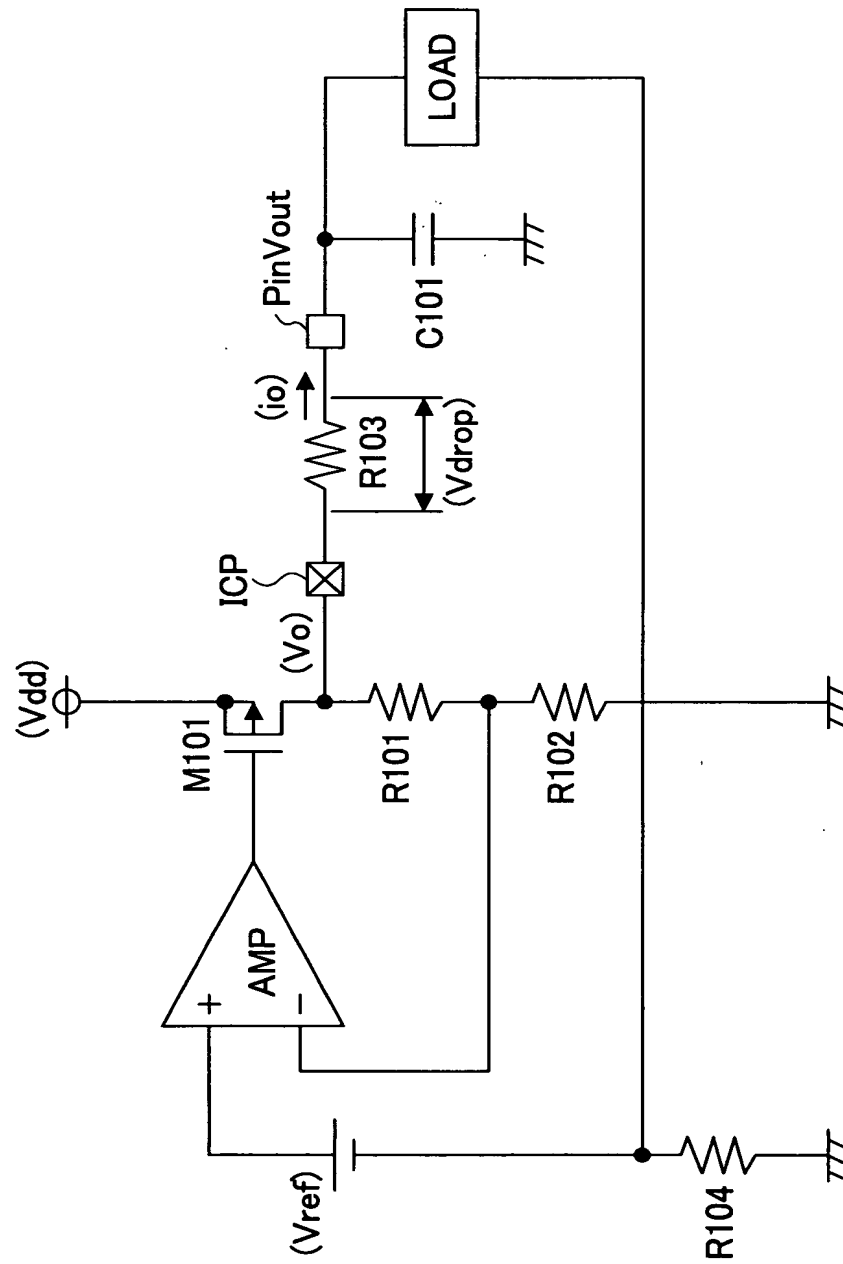 (Vdd)
M101
AMP
+
−
(Vref)
(Vo)
ICP
(io)
PinVout
R103
(Vdrop)
C101
LOAD
R101
R102
R104